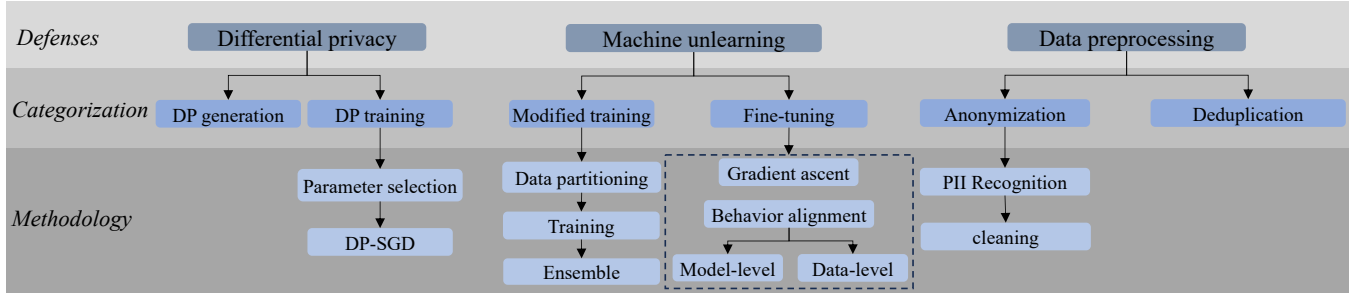 Defenses
Differential privacy
Machine unlearning
Data preprocessing
Categorization
DP generation
DP training
Modified training
Fine-tuning
Anonymization
Deduplication
Methodology
Parameter selection
DP-SGD
Data partitioning
Training
Ensemble
Gradient ascent
Behavior alignment
Model-level
Data-level
PII Recognition
cleaning